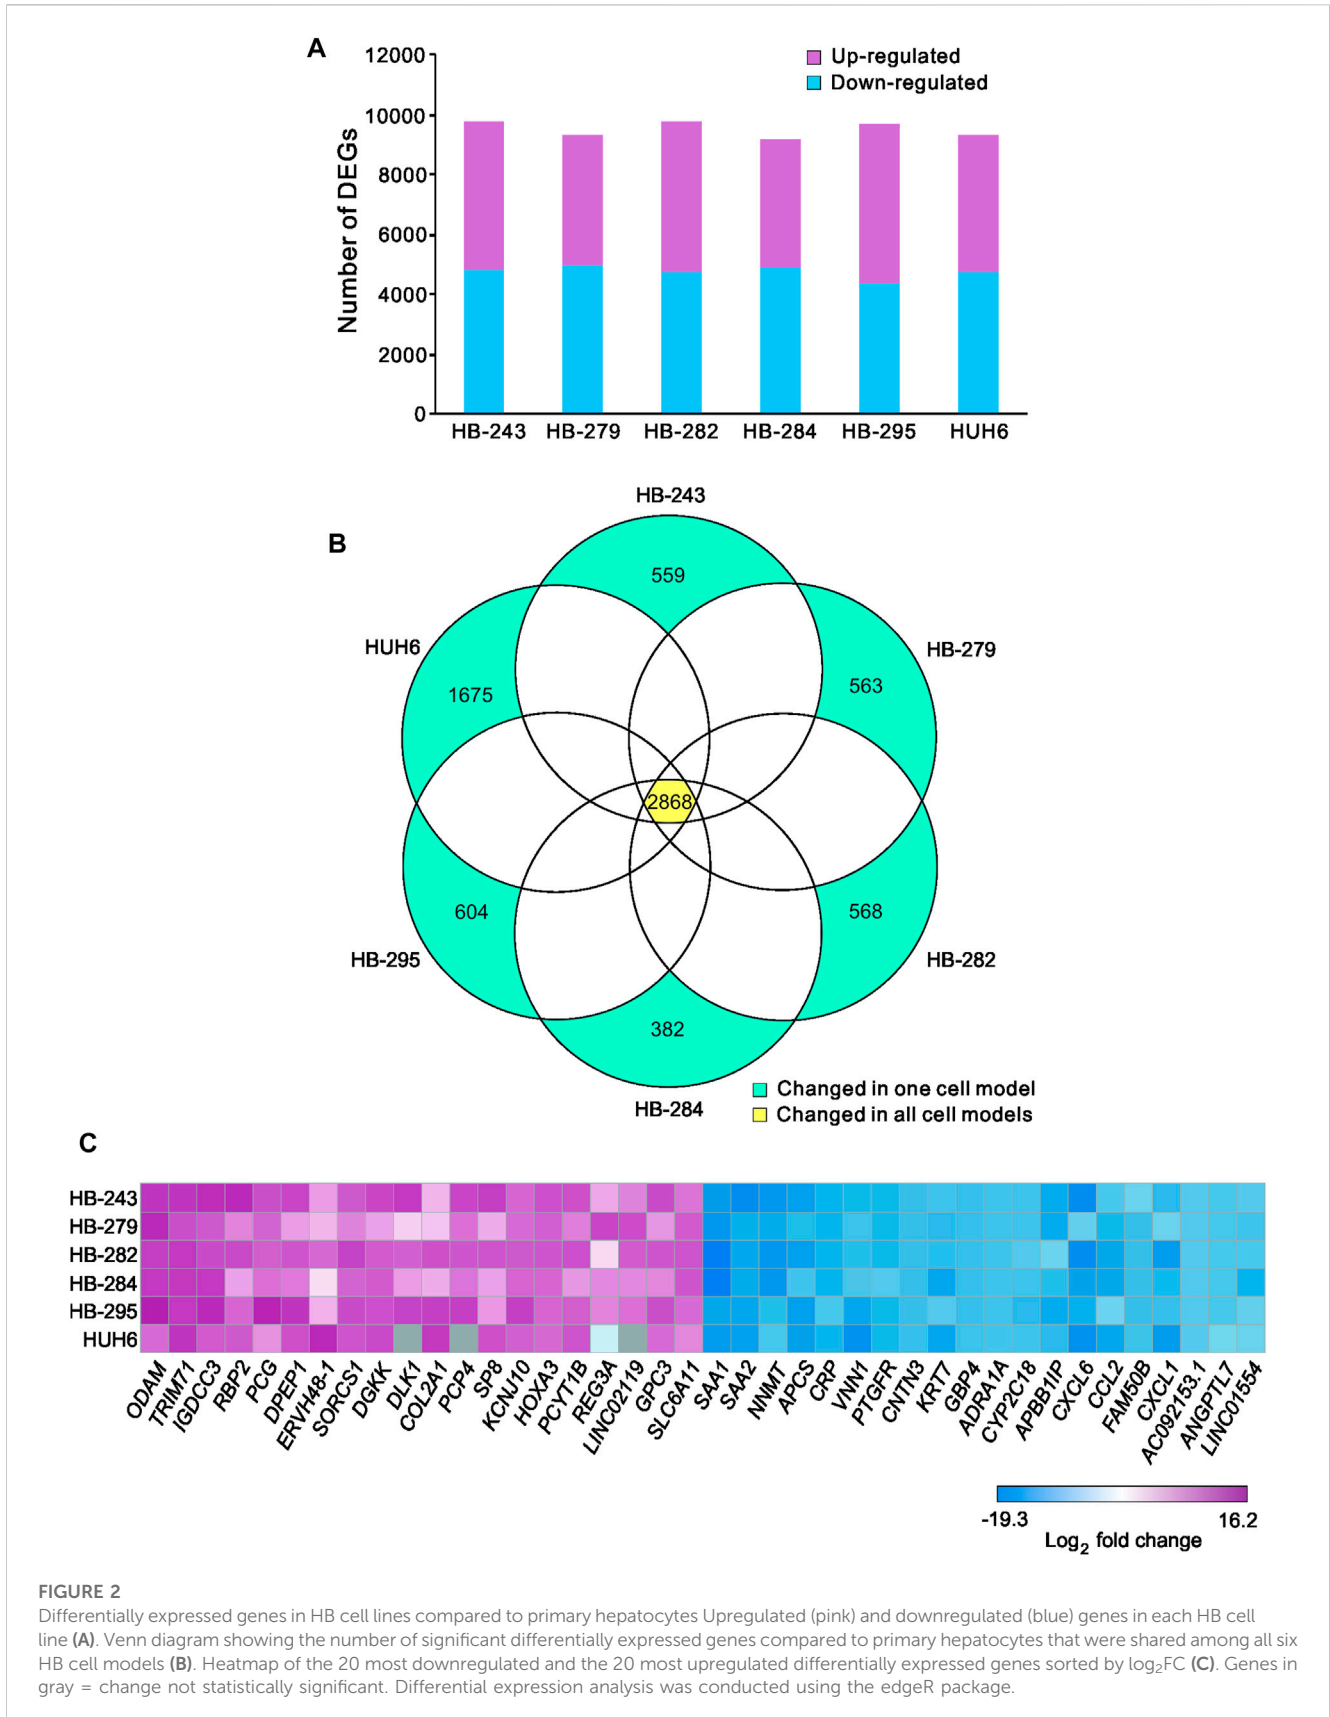 A
12000
10000
8000
6000
4000
2000
0
Number of DEGs
Up-regulated
Down-regulated
HB-243 HB-279 HB-282 HB-284 HB-295 HUH6
B
HB-243
559
HUH6
HB-279
1675
563
2868
604
568
HB-295
HB-282
382
HB-284
Changed in one cell model
Changed in all cell models
C
HB-243
HB-279
HB-282
HB-284
HB-295
HUH6
ODAM TRIM71 IGDCC3 RBP2 PCG DPEP1 ERVH48-1 SORCS1 DGKK DLK1 COL2A1 PCP4 SP8 KCNJ10 HOXA3 PCYT1B REG3A LINC02119 GPC3 SLC6A11 SAA1 SAA2 NNMT APCS CRP VNN1 PTGFR CNTN3 KRT7 GBP4 ADRA1A CYP2C18 APBB1IP CXCL6 CCL2 FAM50B CXCL1 AC092153.1 ANGPTL7 LINC01554
-19.3 16.2
Log2 fold change
FIGURE 2
Differentially expressed genes in HB cell lines compared to primary hepatocytes Upregulated (pink) and downregulated (blue) genes in each HB cell
line (A). Venn diagram showing the number of significant differentially expressed genes compared to primary hepatocytes that were shared among all six
HB cell models (B). Heatmap of the 20 most downregulated and the 20 most upregulated differentially expressed genes sorted by log2FC (C). Genes in
gray = change not statistically significant. Differential expression analysis was conducted using the edgeR package.